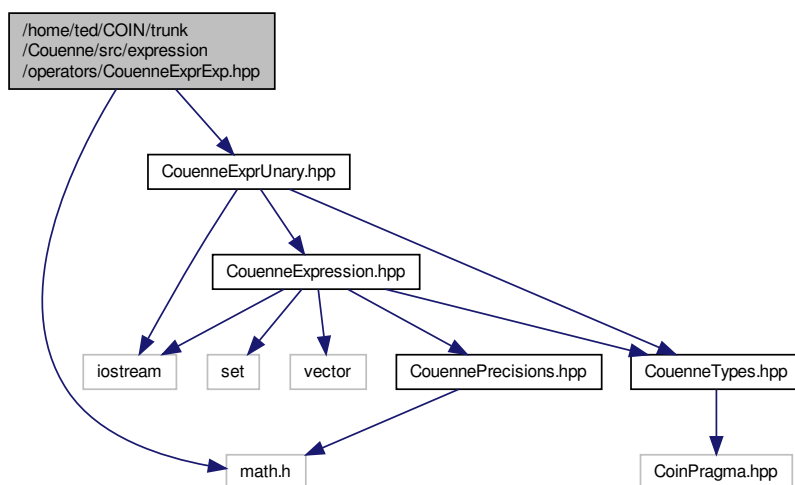 /home/ted/COIN/trunk
/Couenne/src/expression
/operators/CouenneExprExp.hpp
CouenneExprUnary.hpp
CouenneExpression.hpp
iostream
set
vector
CouennePrecisions.hpp
CouenneTypes.hpp
math.h
CoinPragma.hpp